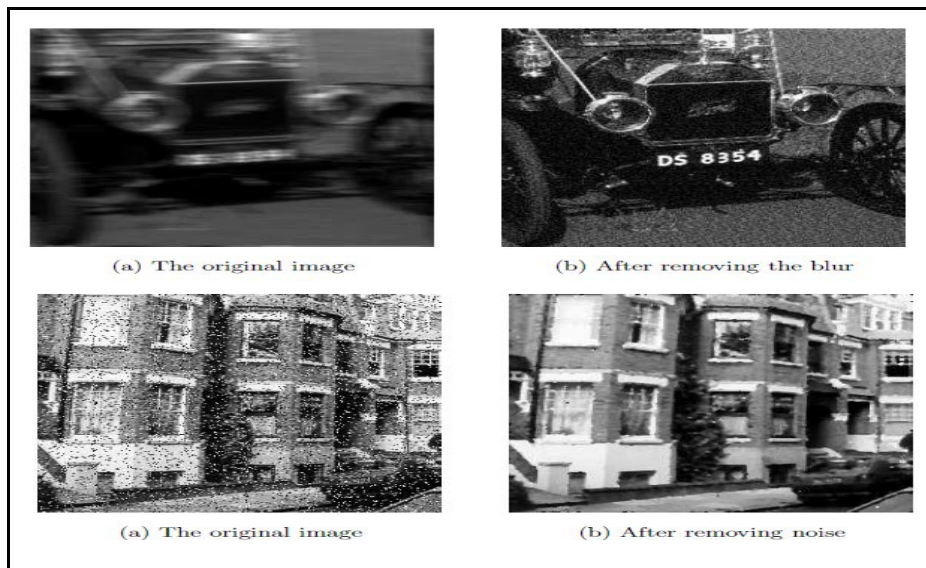 DS 8354
(a) The original image
(b) After removing the blur
(a) The original image
(b) After removing noise